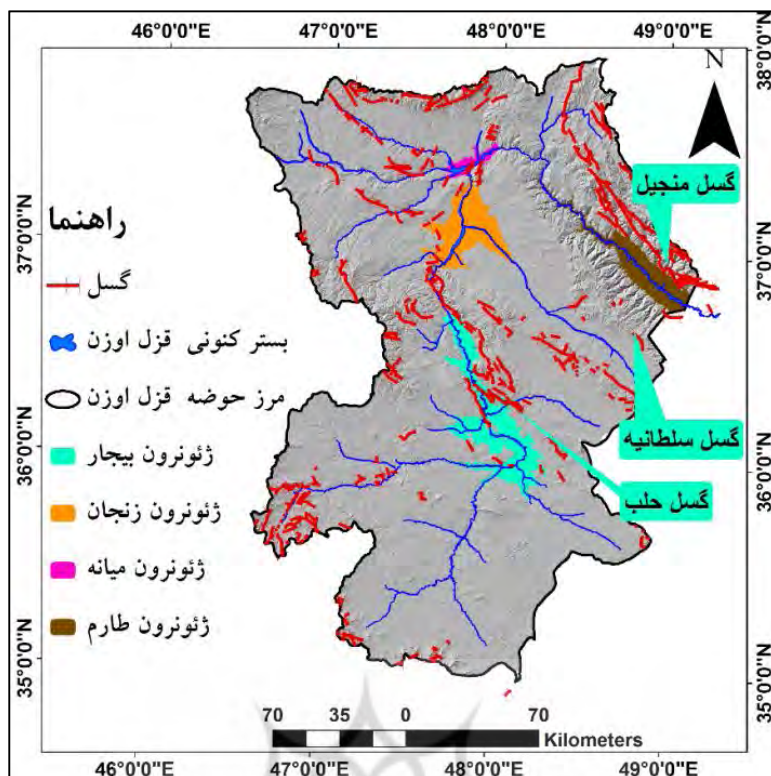 46°0'0"E 47°0'0"E 48°0'0"E 49°0'0"E
38°0'0"N
N
گسل منجیل
راهنما
37°0'0"N
37°0'0"N
گسل
بستر کنونی قزل اوزن
مرز حوضه قزل اوزن
گسل سلطانیه
36°0'0"N
36°0'0"N
ژئونرون بیجار
گسل حلب
ژئونرون زنجان
ژئونرون میانه
ژئونرون طارم
35°0'0"N
35°0'0"N
70 35 0 70
Kilometers
46°0'0"E 47°0'0"E 48°0'0"E 49°0'0"E